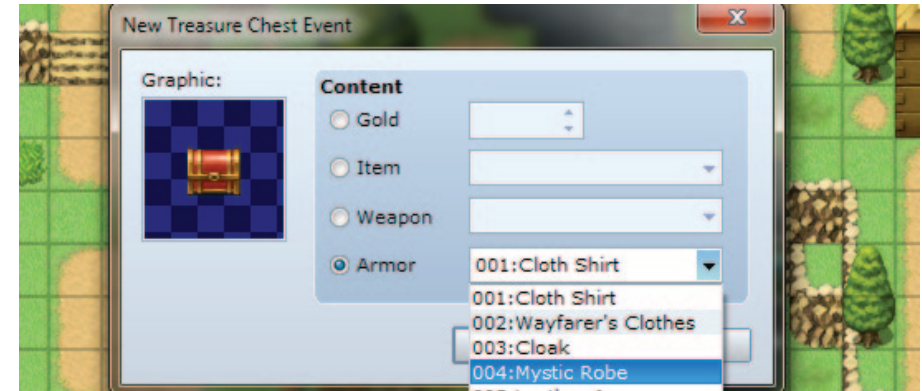 New Treasure Chest Event
Graphic:
Content
Gold
Item
Weapon
Armor
001:Cloth Shirt
001:Cloth Shirt
002:Wayfarer's Clothes
003:Cloak
004:Mystic Robe